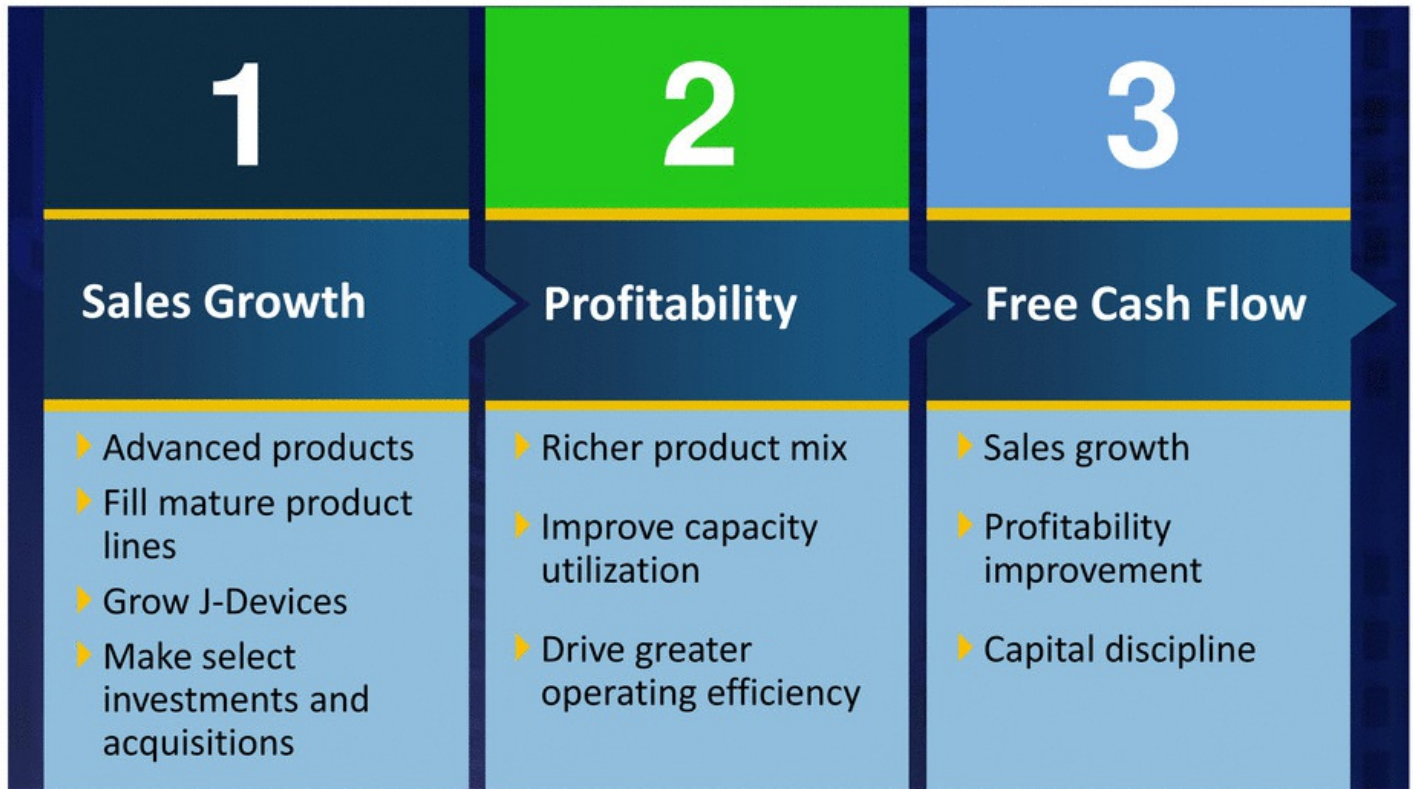 1
Sales Growth
Advanced products
Fill mature product
lines
Grow J-Devices
Make select
investments and
acquisitions
2
Profitability
Richer product mix
Improve capacity
utilization
Drive greater
operating efficiency
3
Free Cash Flow
Sales growth
Profitability
improvement
Capital discipline